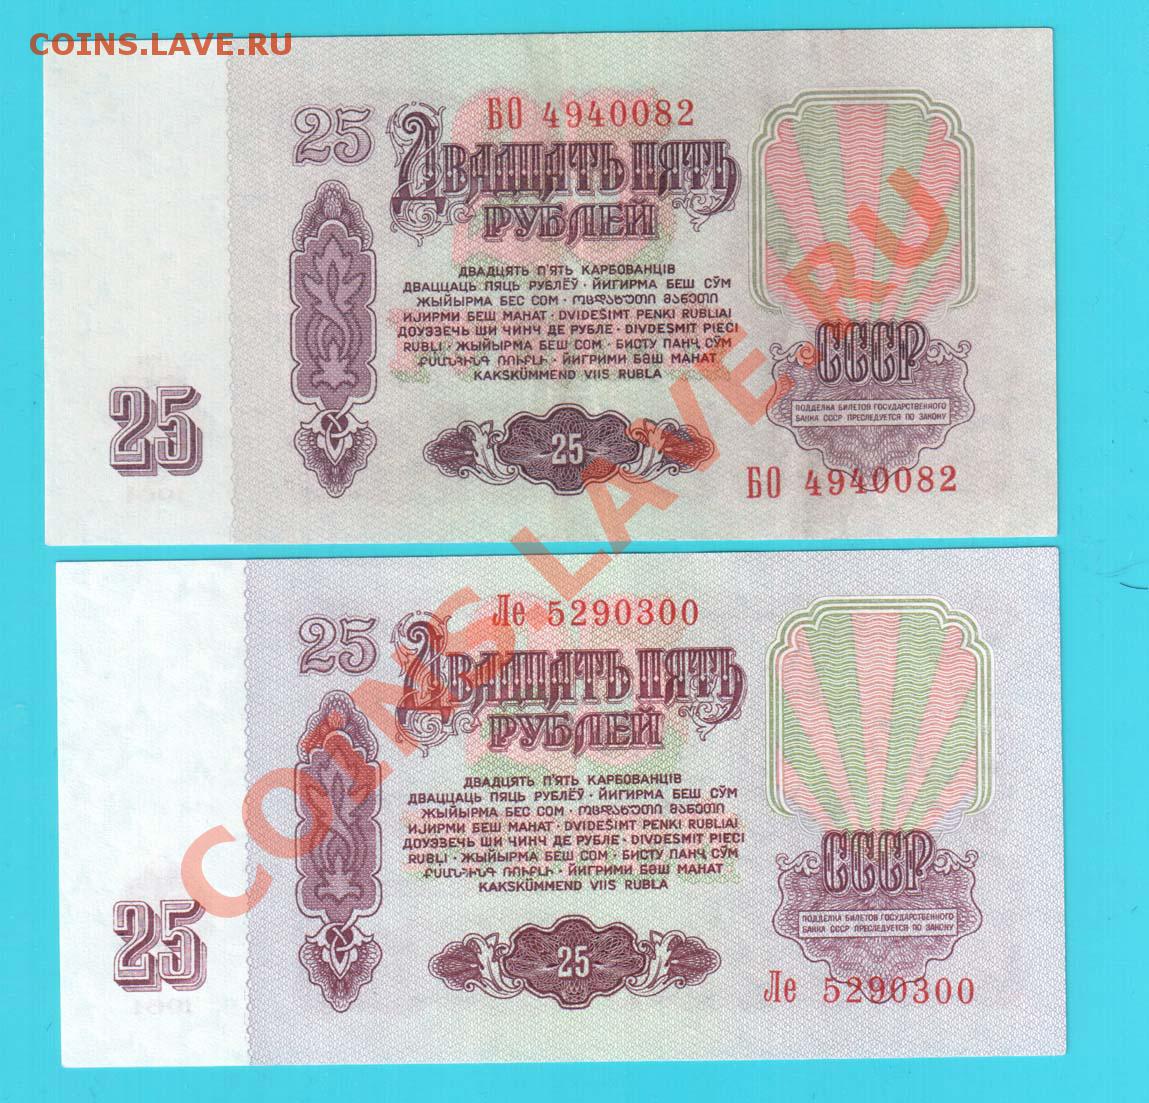 COINS.LAVE.RU
25
БО 4940082
ДВАДЦАТЬ ПЯТЬ
РУБЛЕЙ
ДВАДЦЯТЬ П'ЯТЬ КАРБОВАНЦІВ
ДВАЦЦАЦЬ ПЯЦЬ РУБЛЁЎ · ЙИГИРМА БЕШ СЎМ
ЖЫЙЫРМА БЕС СОМ · ოცდახუთი მანეთი
ИЈИРМИ БЕШ МАНАТ · DVIDEŠIMT PENKI RUBLIAI
ДОУЭЗЕЧЬ ШИ ЧИНЧ ДЕ РУБЛЕ · DIVDESMIT PIECI
RUBLI · ЖЫЙЫРМА БЕШ СОМ · БИСТУ ПАНҶ СӮМ
ՔՍԱՆՀԻՆԳ ՌՈՒԲԼԻ · ЙИГРИМИ БӘШ МАНАТ
KAKSKÜMMEND VIIS RUBLA
СССР
ПОДДЕЛКА БИЛЕТОВ ГОСУДАРСТВЕННОГО
БАНКА СССР ПРЕСЛЕДУЕТСЯ ПО ЗАКОНУ
25
25
БО 4940082
25
Ле 5290300
ДВАДЦАТЬ ПЯТЬ
РУБЛЕЙ
ДВАДЦЯТЬ П'ЯТЬ КАРБОВАНЦІВ
ДВАЦЦАЦЬ ПЯЦЬ РУБЛЁЎ · ЙИГИРМА БЕШ СЎМ
ЖЫЙЫРМА БЕС СОМ · ოცდახუთი მანეთი
ИЈИРМИ БЕШ МАНАТ · DVIDEŠIMT PENKI RUBLIAI
ДОУЭЗЕЧЬ ШИ ЧИНЧ ДЕ РУБЛЕ · DIVDESMIT PIECI
RUBLI · ЖЫЙЫРМА БЕШ СОМ · БИСТУ ПАНҶ СӮМ
ՔՍԱՆՀԻՆԳ ՌՈՒԲԼԻ · ЙИГРИМИ БӘШ МАНАТ
KAKSKÜMMEND VIIS RUBLA
СССР
ПОДДЕЛКА БИЛЕТОВ ГОСУДАРСТВЕННОГО
БАНКА СССР ПРЕСЛЕДУЕТСЯ ПО ЗАКОНУ
25
25
Ле 5290300
COINS.LAVE.RU